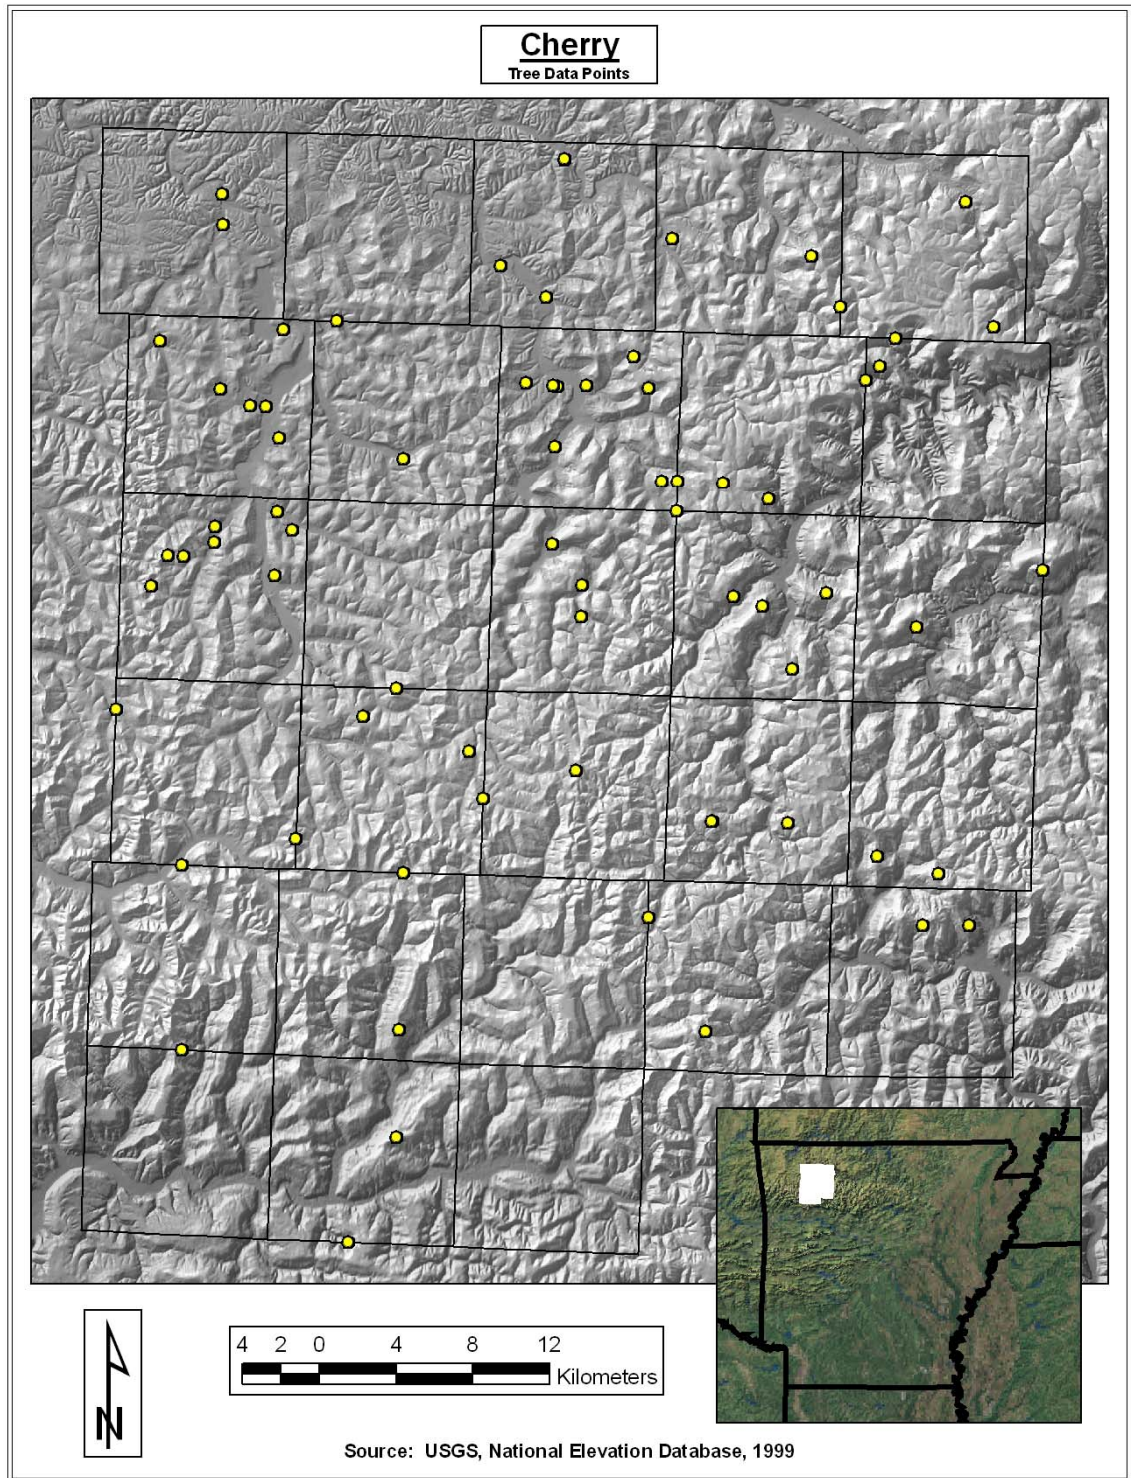 Cherry
Tree Data Points
N
4 2 0 4 8 12
Kilometers
Source: USGS, National Elevation Database, 1999